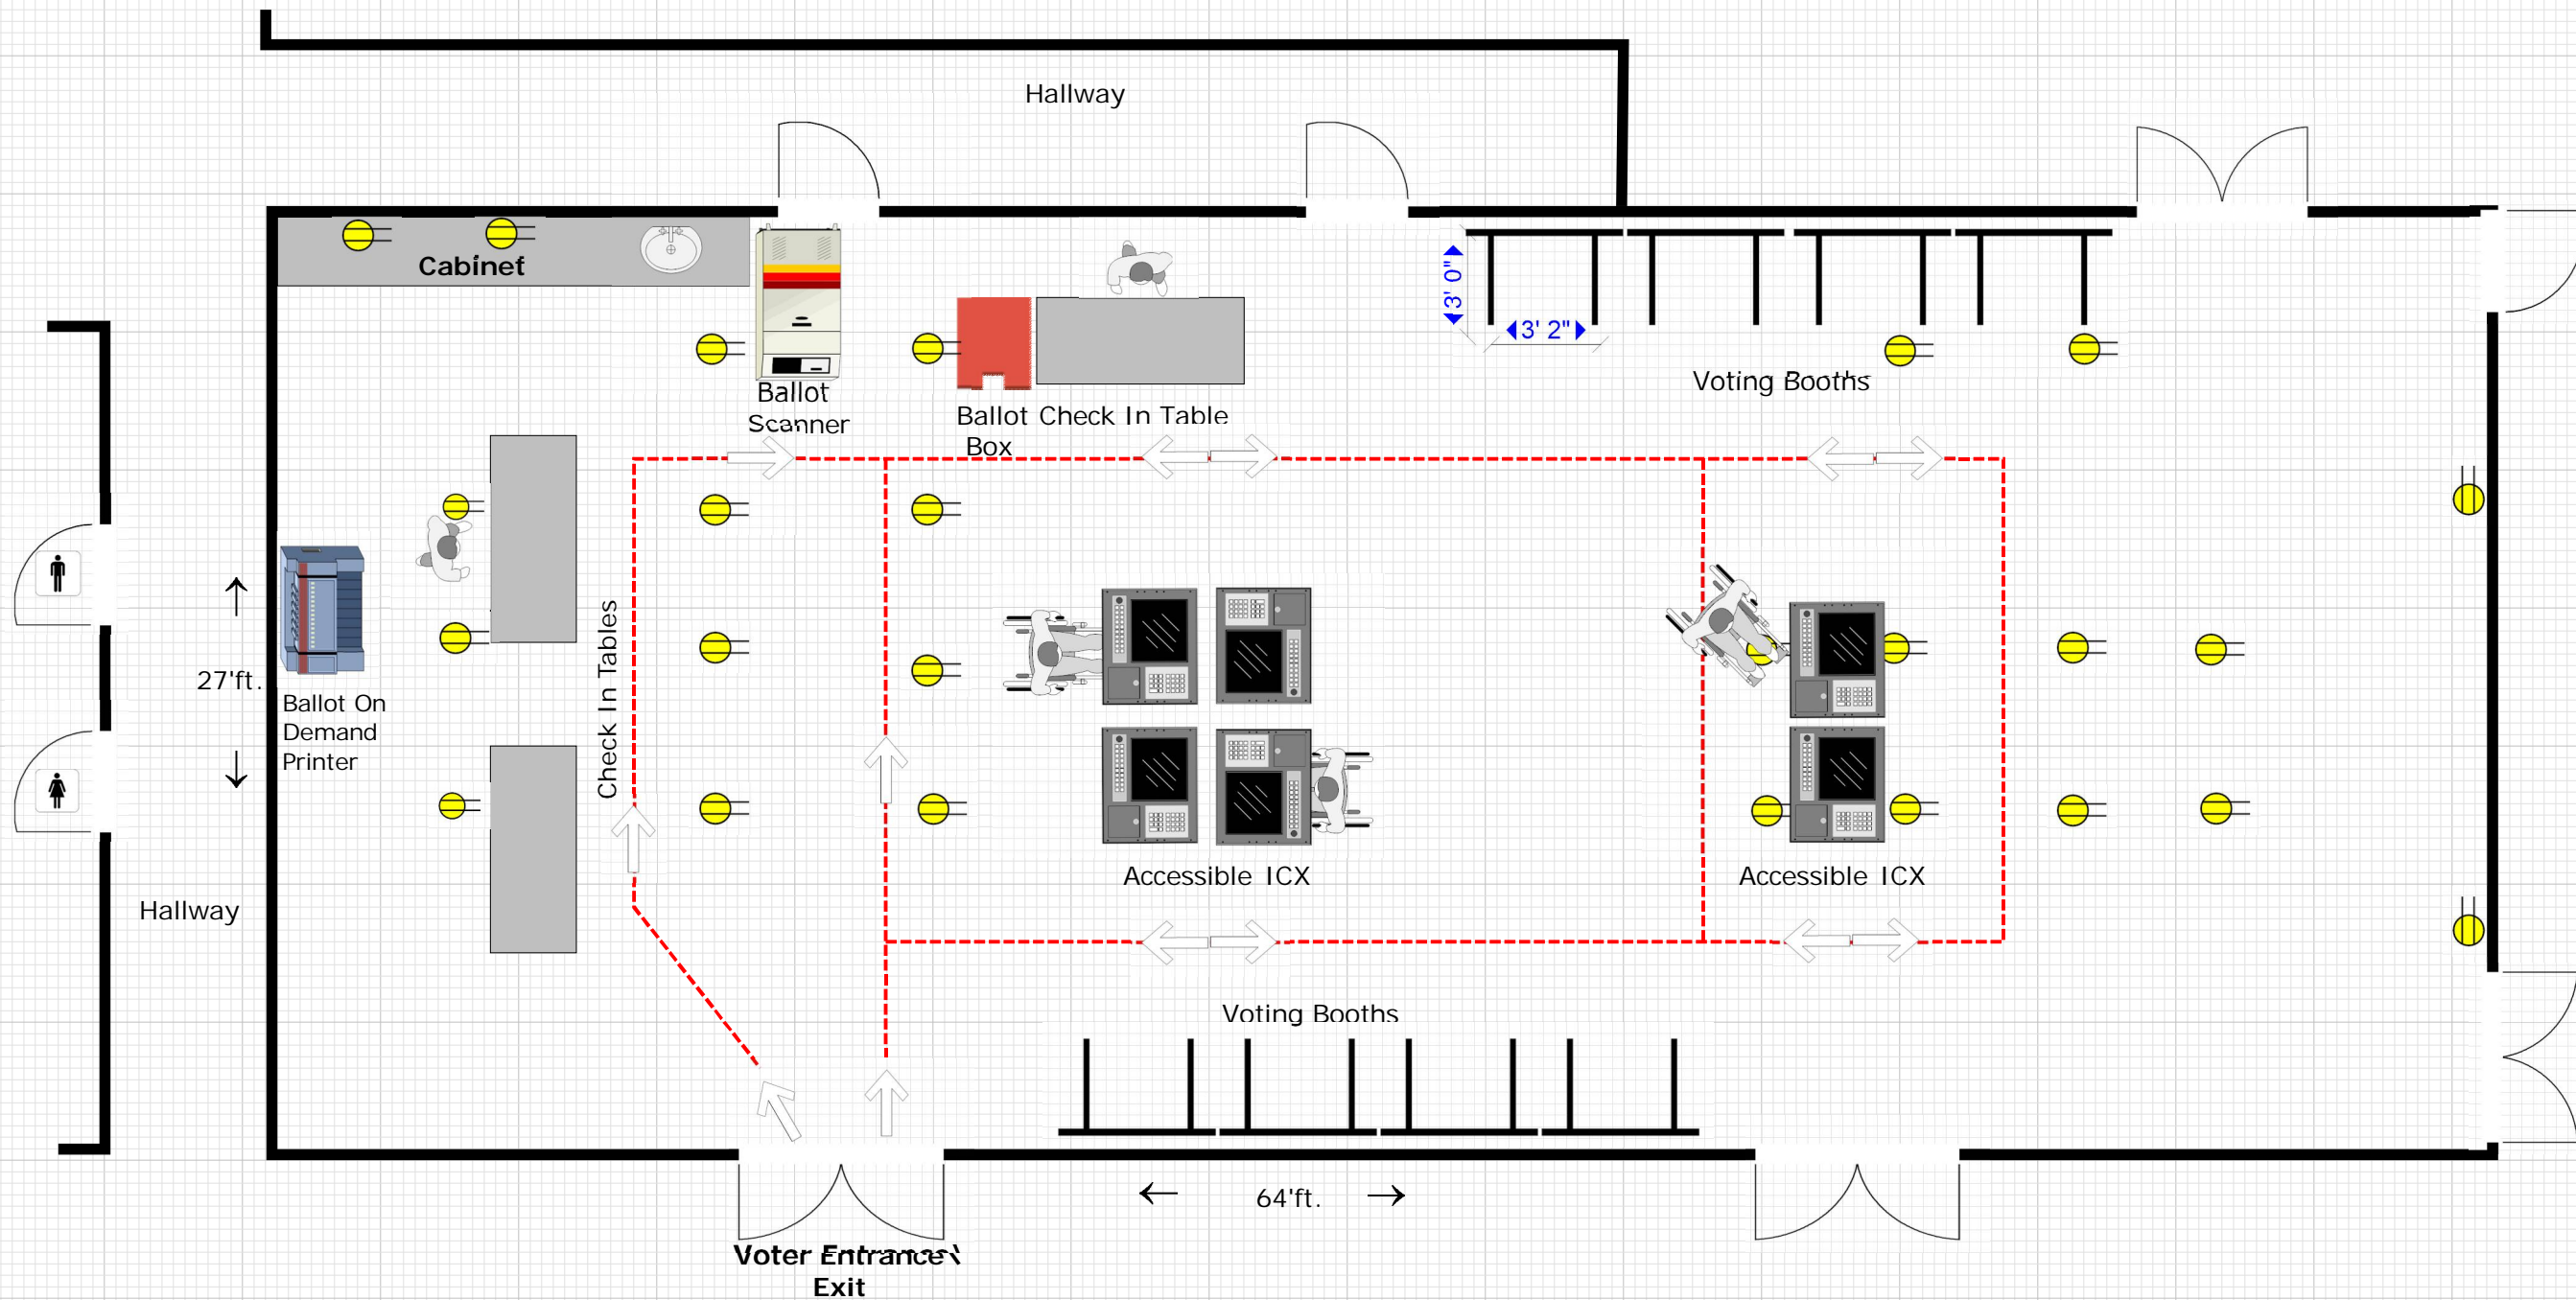 Hallway
Cabinet
3' 0"
3' 2"
Ballot
Scanner
Ballot Check In Table
Box
Voting Booths
Check In Tables
27'ft.
Ballot On
Demand
Printer
Accessible ICX
Accessible ICX
Hallway
Voting Booths
64'ft.
Voter Entrance\
Exit